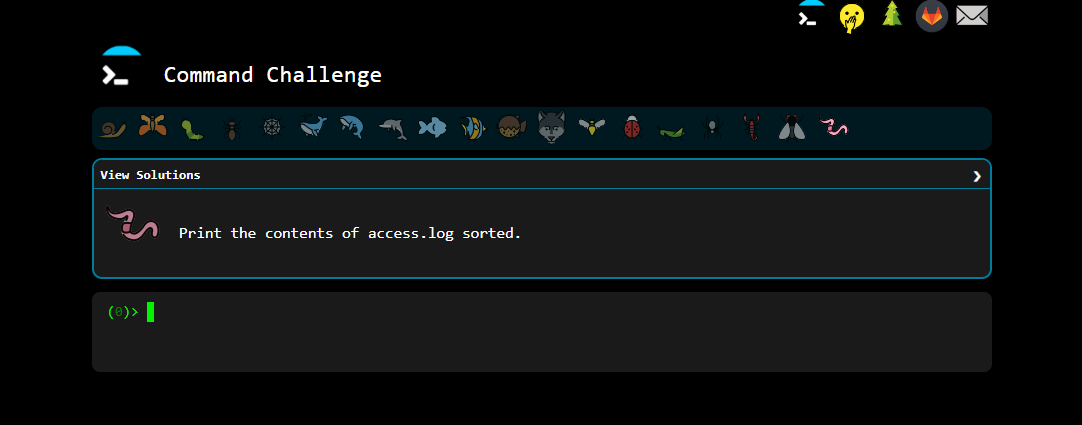 Command Challenge
View Solutions
Print the contents of access.log sorted.
(0)>